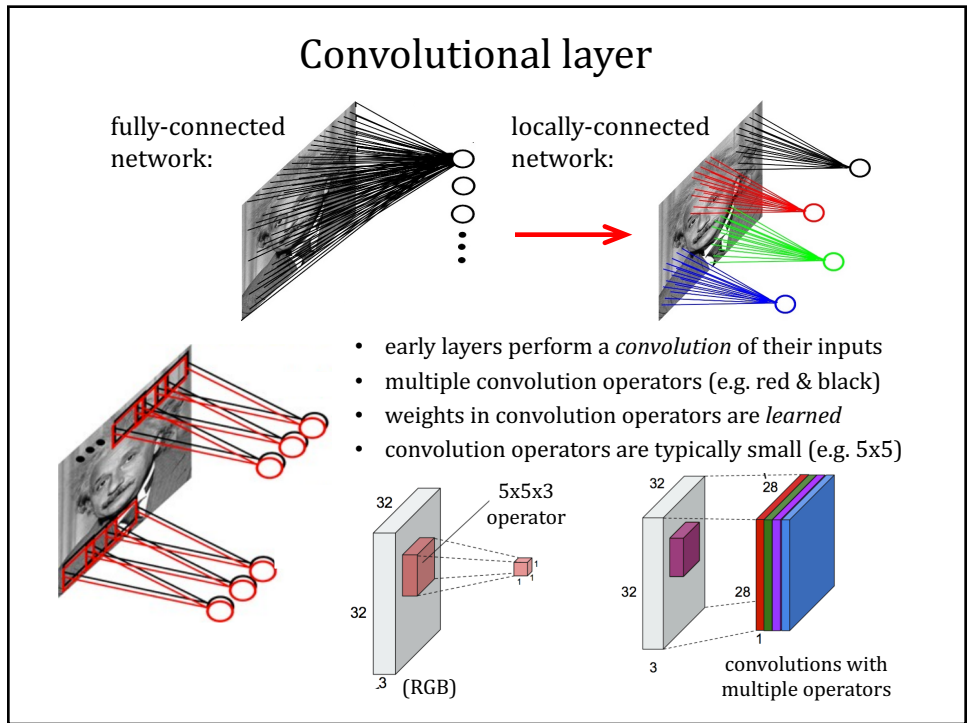 Convolutional layer
fully-connected
network:
locally-connected
network:
• early layers perform a convolution of their inputs
• multiple convolution operators (e.g. red & black)
• weights in convolution operators are learned
• convolution operators are typically small (e.g. 5x5)
32
5x5x3
operator
1
1
1
32
3
(RGB)
32
28
32
28
1
3
convolutions with
multiple operators